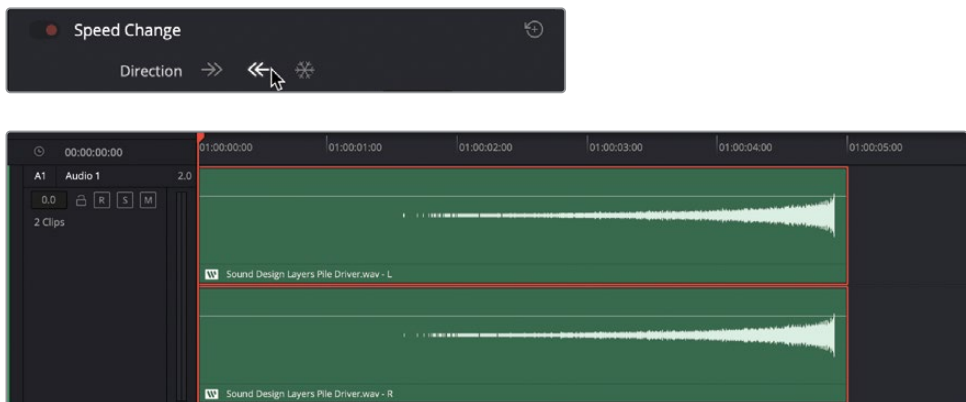 Speed Change
Direction
00:00:00:00 01:00:00:00 01:00:01:00 01:00:02:00 01:00:03:00 01:00:04:00 01:00:05:00
A1 Audio 1 2.0
0.0 R S M
2 Clips
Sound Design Layers Pile Driver.wav - L
Sound Design Layers Pile Driver.wav - R